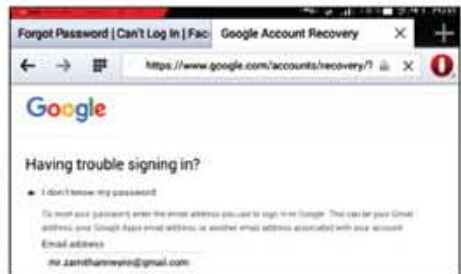 Forgot Password | Can't Log In | Fac
Google Account Recovery
https://www.google.com/accounts/recovery/?
Google
Having trouble signing in?
I don't know my password
To reset your password, enter the email address you use to sign in to Google. This can be your Gmail
address, your Google Apps email address, or another email address associated with your account.
Email address
@gmail.com